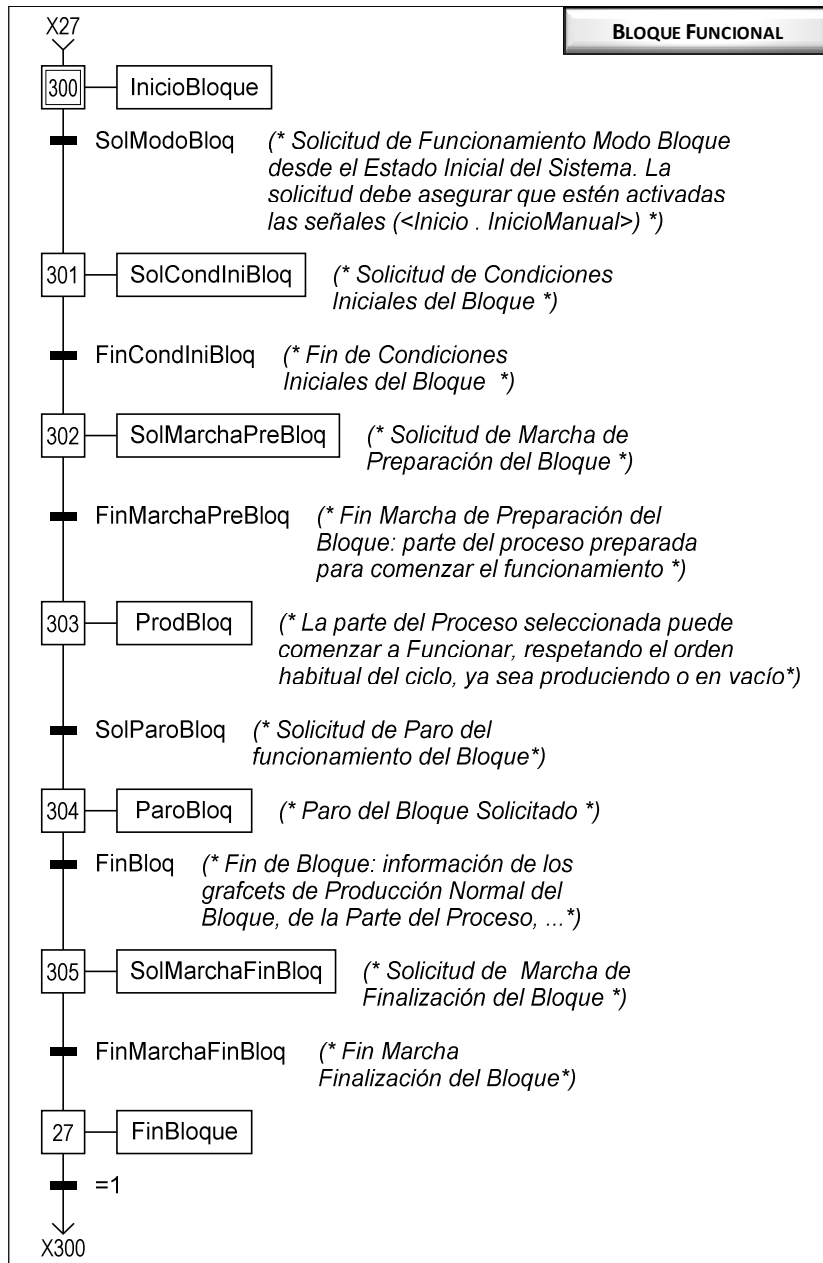 X27
BLOQUE FUNCIONAL
300 InicioBloque
SolModoBloq (* Solicitud de Funcionamiento Modo Bloque
desde el Estado Inicial del Sistema. La
solicitud debe asegurar que estén activadas
las señales (<Inicio . InicioManual>) *)
301 SolCondIniBloq (* Solicitud de Condiciones
Iniciales del Bloque *)
FinCondIniBloq (* Fin de Condiciones
Iniciales del Bloque *)
302 SolMarchaPreBloq (* Solicitud de Marcha de
Preparación del Bloque *)
FinMarchaPreBloq (* Fin Marcha de Preparación del
Bloque: parte del proceso preparada
para comenzar el funcionamiento *)
303 ProdBloq (* La parte del Proceso seleccionada puede
comenzar a Funcionar, respetando el orden
habitual del ciclo, ya sea produciendo o en vacío*)
SolParoBloq (* Solicitud de Paro del
funcionamiento del Bloque*)
304 ParoBloq (* Paro del Bloque Solicitado *)
FinBloq (* Fin de Bloque: información de los
grafcets de Producción Normal del
Bloque, de la Parte del Proceso, ...*)
305 SolMarchaFinBloq (* Solicitud de Marcha de
Finalización del Bloque *)
FinMarchaFinBloq (* Fin Marcha
Finalización del Bloque*)
27 FinBloque
=1
X300